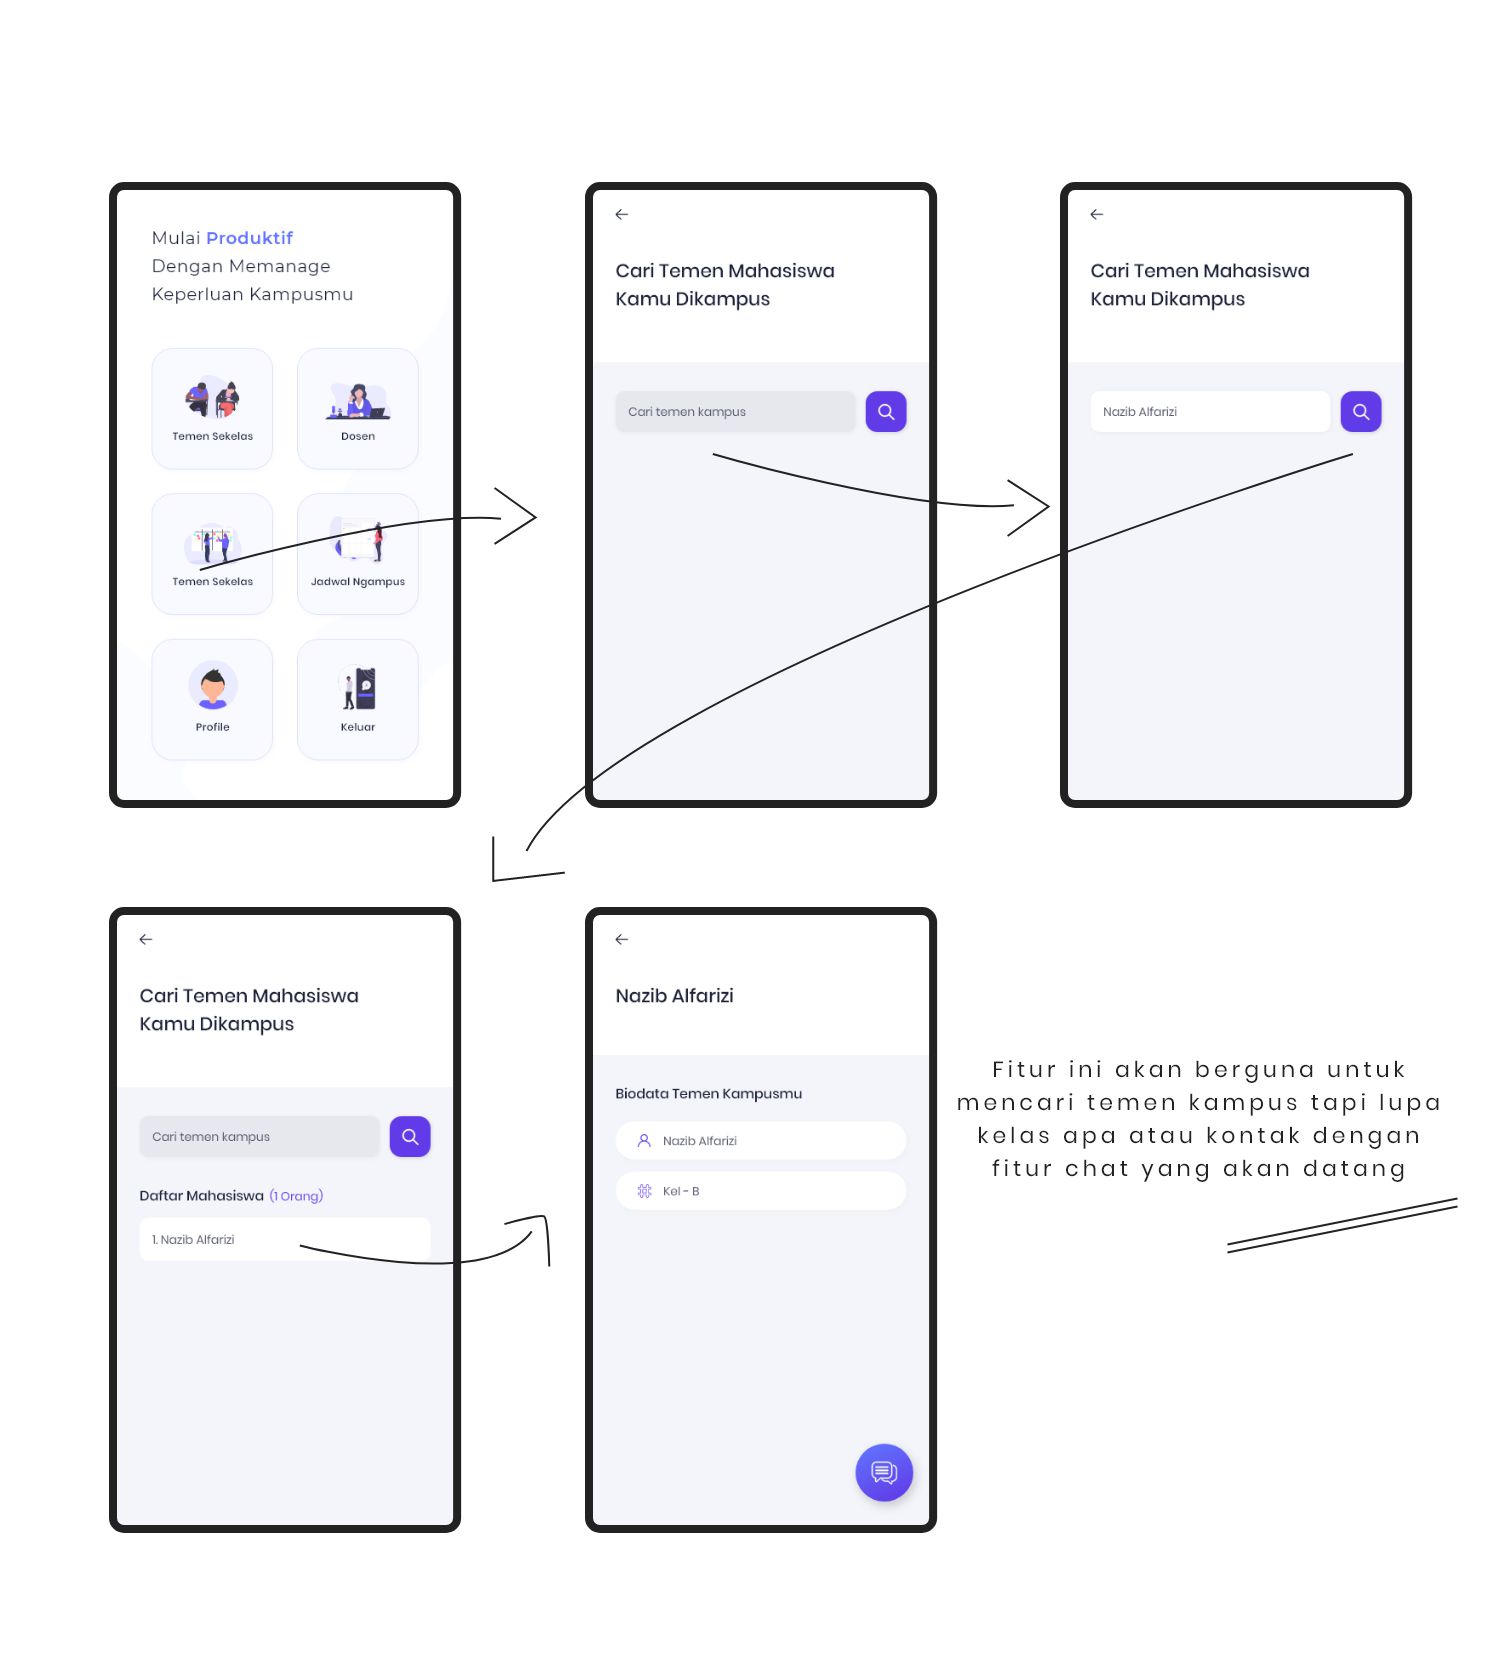 Mulai Produktif
Dengan Memanage
Keperluan Kampusmu
Temen Sekelas
Dosen
Temen Sekelas
Jadwal Ngampus
Profile
Keluar
Cari Temen Mahasiswa
Kamu Dikampus
Cari temen kampus
Cari Temen Mahasiswa
Kamu Dikampus
Nazib Alfarizi
Cari Temen Mahasiswa
Kamu Dikampus
Cari temen kampus
Daftar Mahasiswa (1 Orang)
1. Nazib Alfarizi
Nazib Alfarizi
Biodata Temen Kampusmu
Nazib Alfarizi
Kel - B
Fitur ini akan berguna untuk
mencari temen kampus tapi lupa
kelas apa atau kontak dengan
fitur chat yang akan datang